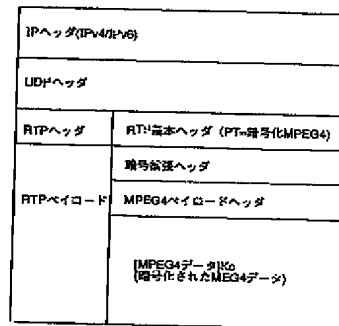 IPヘッダ(IPv4/IPv6)
UDPヘッダ
RTPヘッダ
RTP基本ヘッダ (PT=暗号化MPEG4)
暗号拡張ヘッダ
RTPペイロード
MPEG4ペイロードヘッダ
[MPEG4データ]Kc
(暗号化されたMEG4データ)